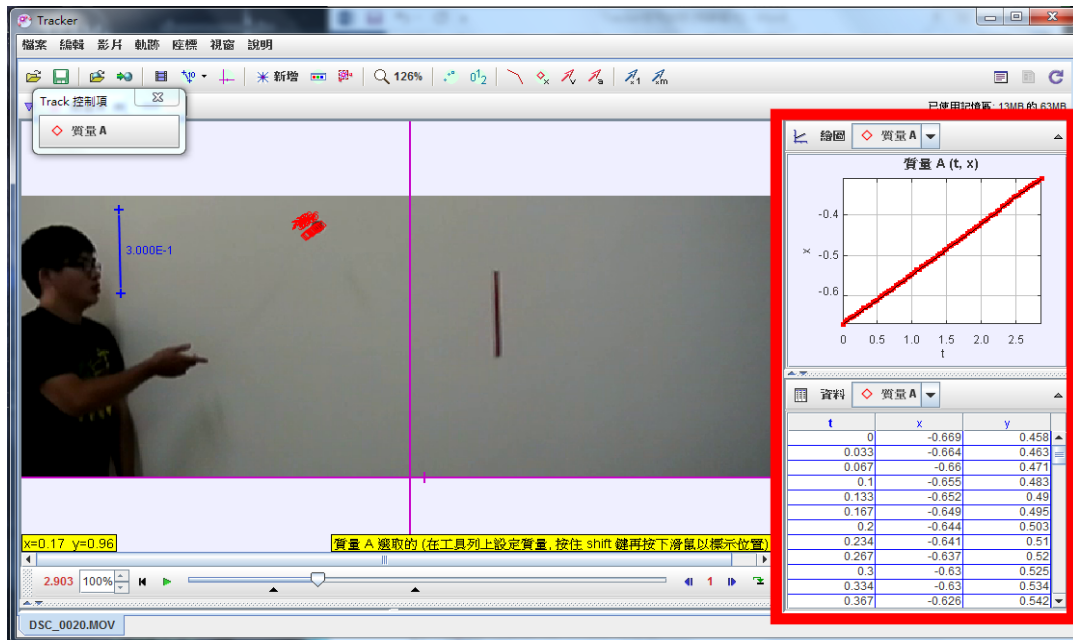 Tracker
檔案 編輯 影片 軌跡 座標 視窗 說明
新增 126%
Track 控制項
質量 A
已使用記憶區: 13MB 的 63MB
繪圖 質量 A
質量 A (t, x)
-0.4
-0.5
-0.6
x
0 0.5 1.0 1.5 2.0 2.5
t
3.000E-1
資料 質量 A
t x y
0 -0.669 0.458
0.033 -0.664 0.463
0.067 -0.66 0.471
0.1 -0.655 0.483
0.133 -0.652 0.49
0.167 -0.649 0.495
0.2 -0.644 0.503
0.234 -0.641 0.51
0.267 -0.637 0.52
0.3 -0.63 0.525
0.334 -0.63 0.534
0.367 -0.626 0.542
x=0.17 y=0.96
質量 A 選取的 (在工具列上設定質量, 按住 shift 鍵再按下滑鼠以標示位置)
2.903 100% 1
DSC_0020.MOV